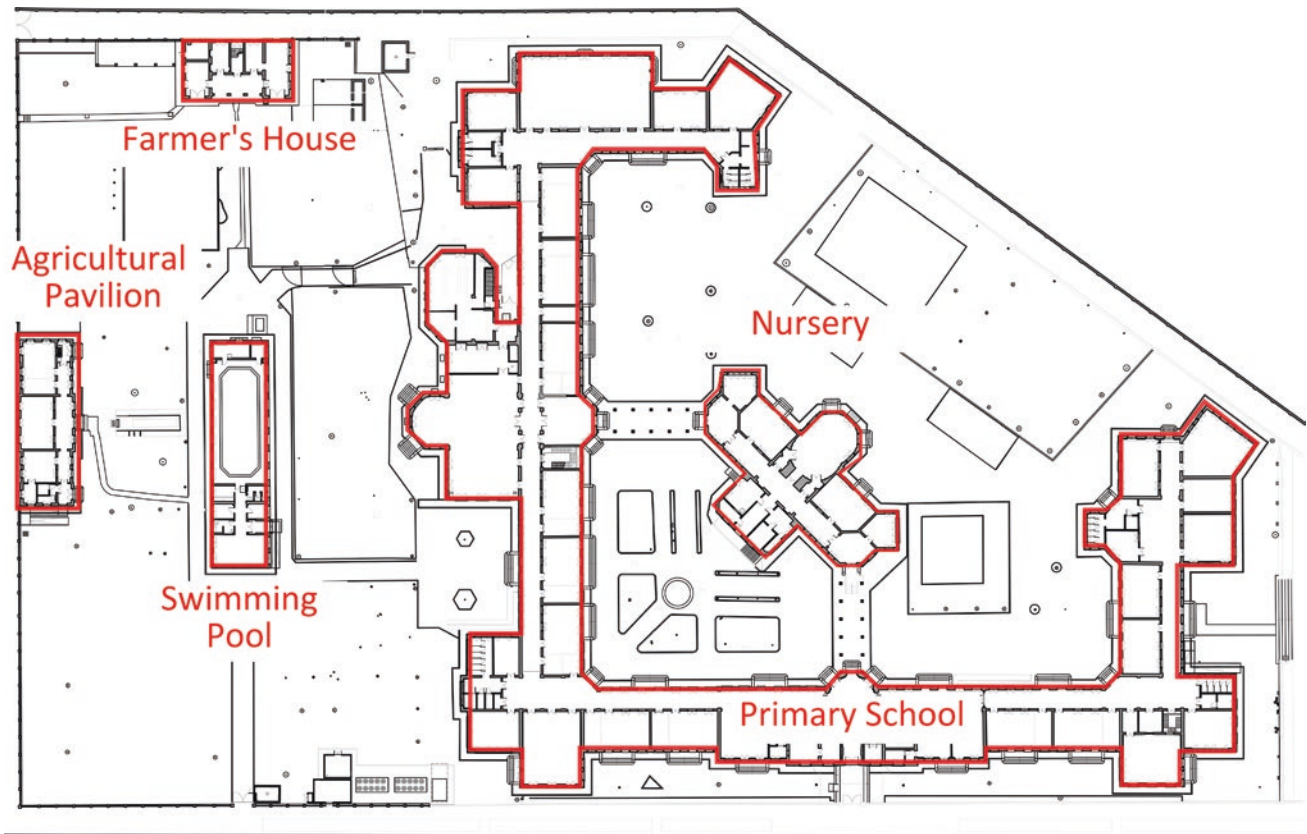 Farmer's House
Agricultural
Pavilion
Nursery
Swimming
Pool
Primary School